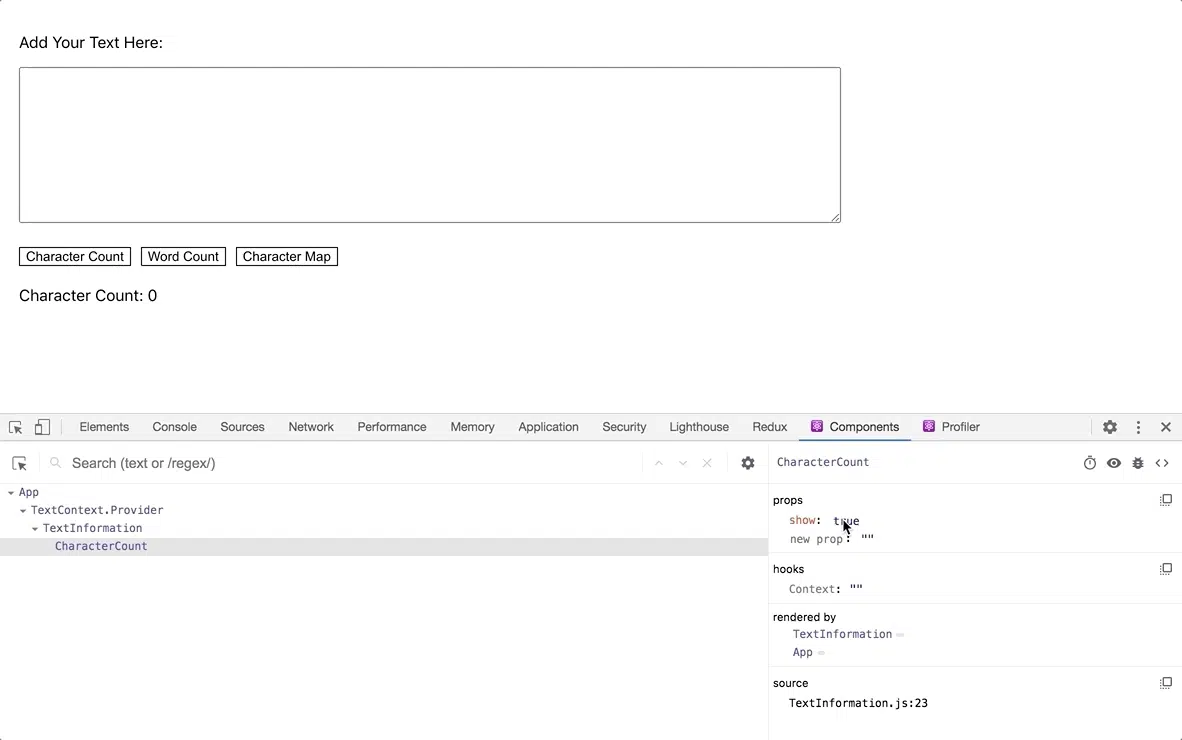 Add Your Text Here:
Character Count Word Count Character Map
Character Count: 0
Elements Console Sources Network Performance Memory Application Security Lighthouse Redux Components Profiler
Search (text or /regex/)
CharacterCount
App
TextContext.Provider
TextInformation
CharacterCount
props
show: true
new prop: ""
hooks
Context: ""
rendered by
TextInformation
App
source
TextInformation.js:23